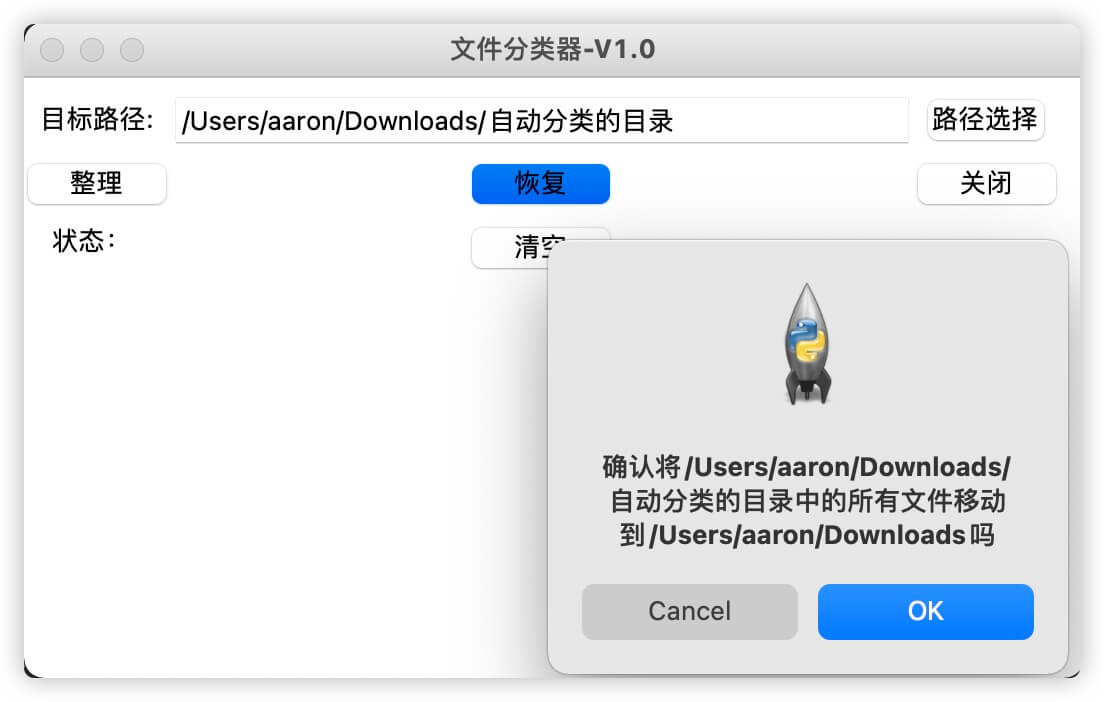 文件分类器-V1.0
目标路径: /Users/aaron/Downloads/自动分类的目录 路径选择
整理 恢复 关闭
状态: 清空
确认将/Users/aaron/Downloads/
自动分类的目录中的所有文件移动
到/Users/aaron/Downloads吗
Cancel OK